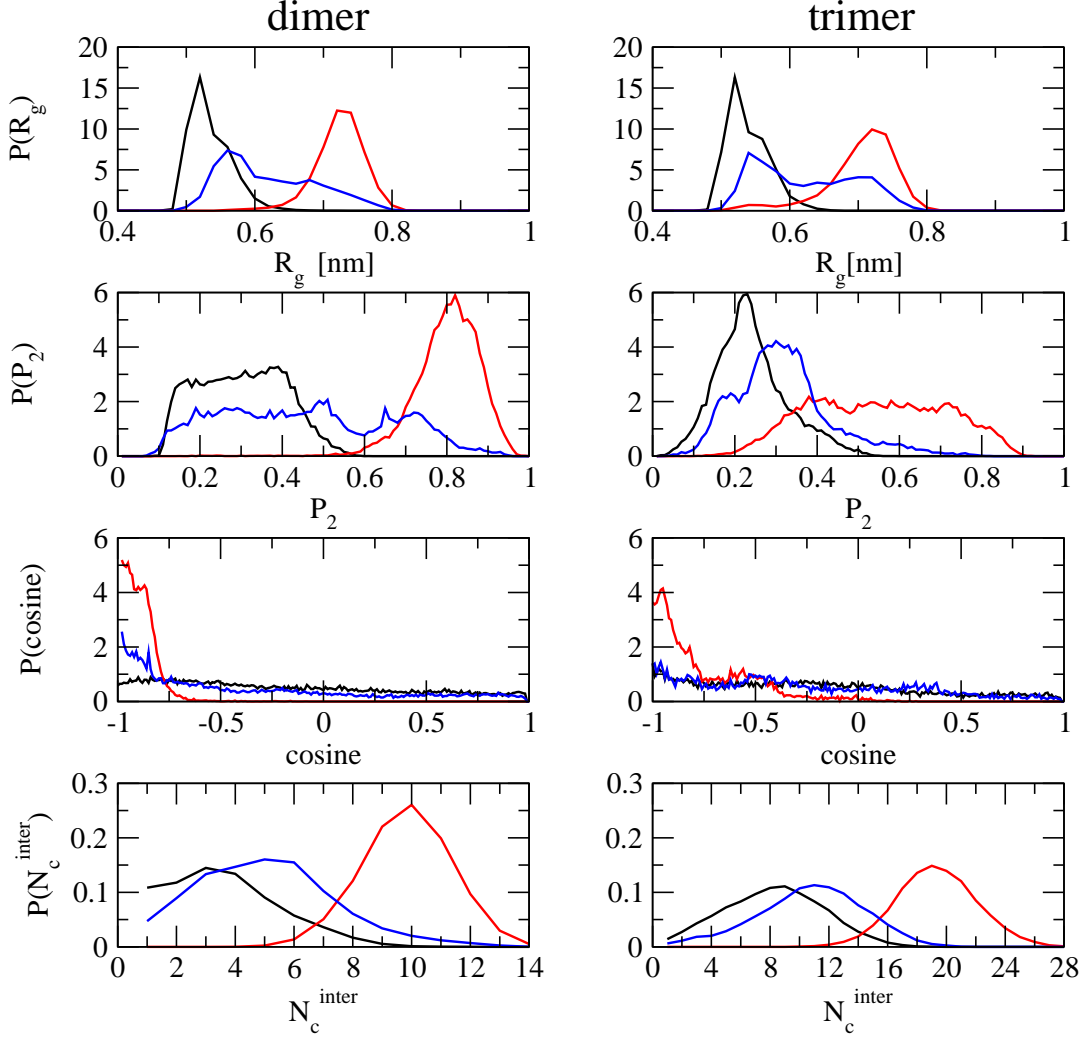 dimer trimer
20 20
15 15
P(R_g)
10 10
5 5
0 0
0.4 0.6 0.8 1 0.4 0.6 0.8 1
R_g [nm] R_g[nm]
6 6
4 4
P(P_2)
2 2
0 0
0 0.2 0.4 0.6 0.8 1 0 0.2 0.4 0.6 0.8 1
P_2 P_2
6 6
4 4
P(cosine)
2 2
0 0
-1 -0.5 0 0.5 1 -1 -0.5 0 0.5 1
cosine cosine
0.3 0.3
0.2 0.2
P(N_c^inter)
0.1 0.1
0 0
0 2 4 6 8 10 12 14 0 4 8 12 16 20 24 28
N_c^inter N_c^inter